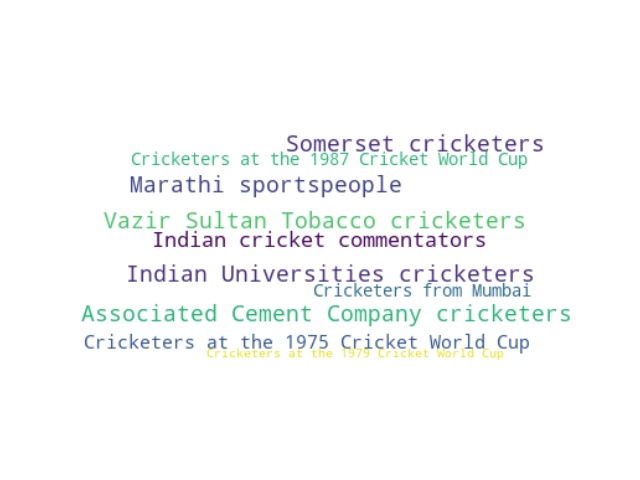 Somerset cricketers
Cricketers at the 1987 Cricket World Cup
Marathi sportspeople
Vazir Sultan Tobacco cricketers
Indian cricket commentators
Indian Universities cricketers
Cricketers from Mumbai
Associated Cement Company cricketers
Cricketers at the 1975 Cricket World Cup
Cricketers at the 1979 Cricket World Cup